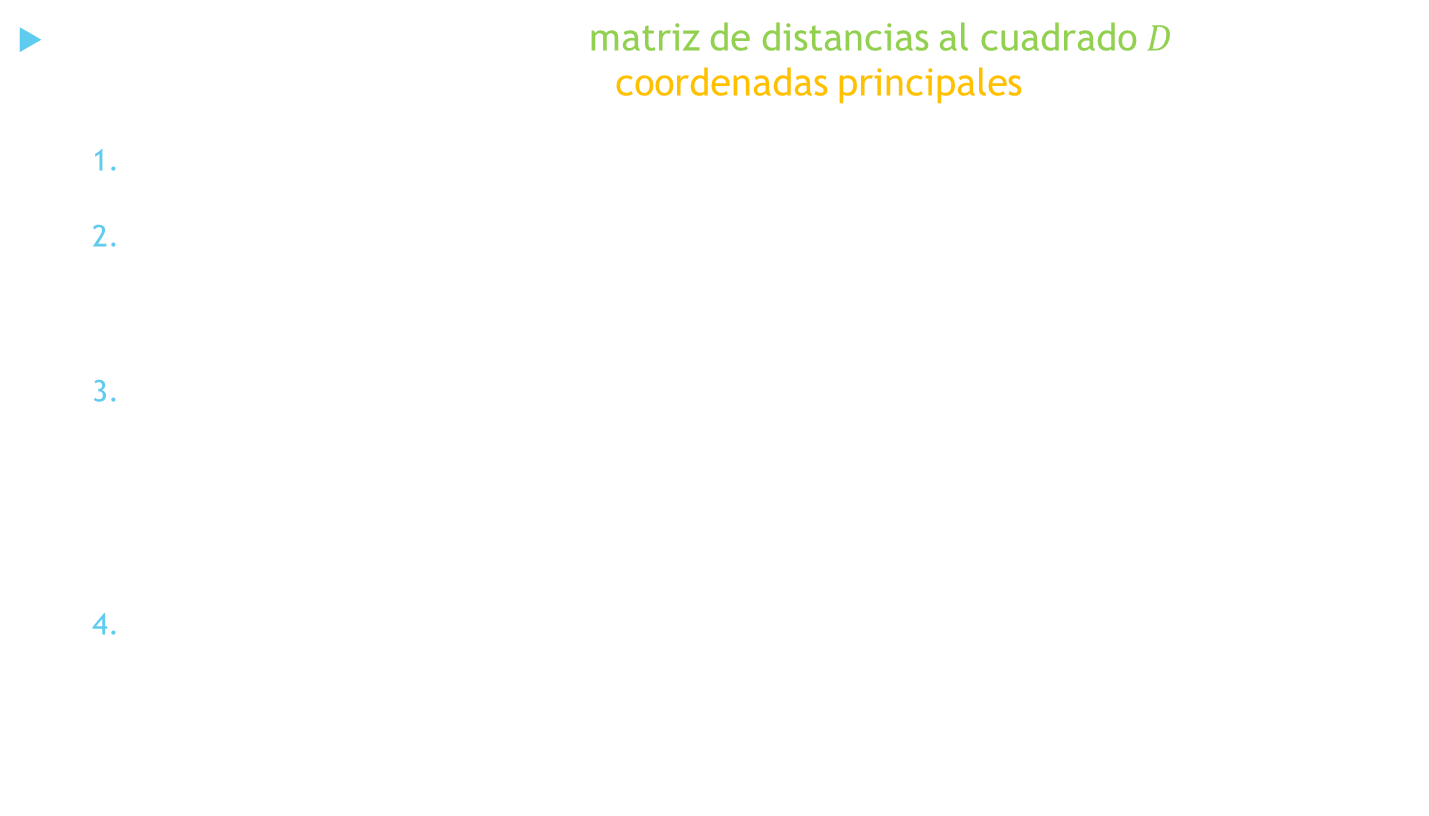 matriz de distancias al cuadrado D
coordenadas principales
1.
2.
3.
4.